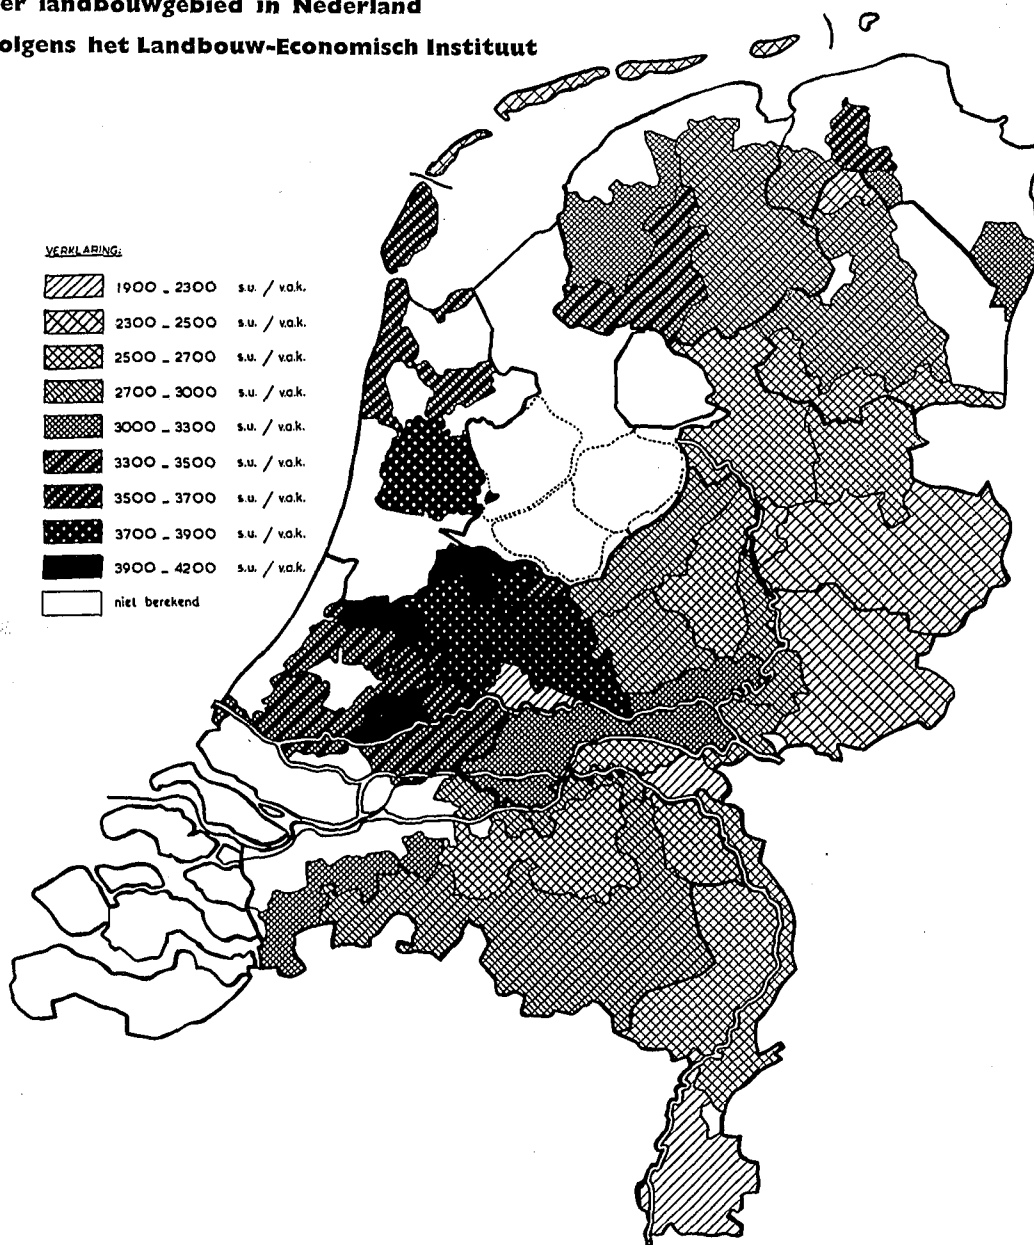 er landbouwgebied in Nederland
olgens het Landbouw-Economisch Instituut
VERKLARING:
1900 - 2300 s.u. / v.a.k.
2300 - 2500 s.u. / v.a.k.
2500 - 2700 s.u. / v.a.k.
2700 - 3000 s.u. / v.a.k.
3000 - 3300 s.u. / v.a.k.
3300 - 3500 s.u. / v.a.k.
3500 - 3700 s.u. / v.a.k.
3700 - 3900 s.u. / v.a.k.
3900 - 4200 s.u. / v.a.k.
niet berekend